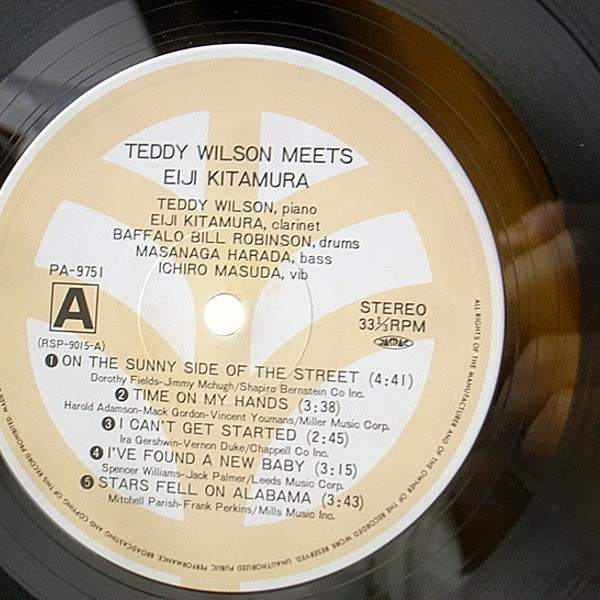 TEDDY WILSON MEETS
EIJI KITAMURA
TEDDY WILSON, piano
EIJI KITAMURA, clarinet
BAFFALO BILL ROBINSON, drums
MASANAGA HARADA, bass
ICHIRO MASUDA, vib
PA-9751
A
(RSP-9015-A)
STEREO
33⅓RPM
❶ ON THE SUNNY SIDE OF THE STREET (4:41)
Dorothy Fields-Jimmy Mchugh/Shapiro Bernstein Co Inc.
❷ TIME ON MY HANDS (3:38)
Harold Adamson-Mack Gordon-Vincent Youmans/Miller Music Corp.
❸ I CAN'T GET STARTED (2:45)
Ira Gershwin-Vernon Duke/Chappell Co Inc.
❹ I'VE FOUND A NEW BABY (3:15)
Spencer Williams-Jack Palmer/Leeds Music Corp.
❺ STARS FELL ON ALABAMA (3:43)
Mitchell Parish-Frank Perkins/Mills Music Inc.
ALL RIGHTS OF THE MANUFACTURER AND OF THE OWNER OF THE RECORDED WORK RESERVED. UNAUTHORIZED PUBLIC PERFORMANCE, BROADCASTING AND COPYING OF THIS RECORD PROHIBITED.